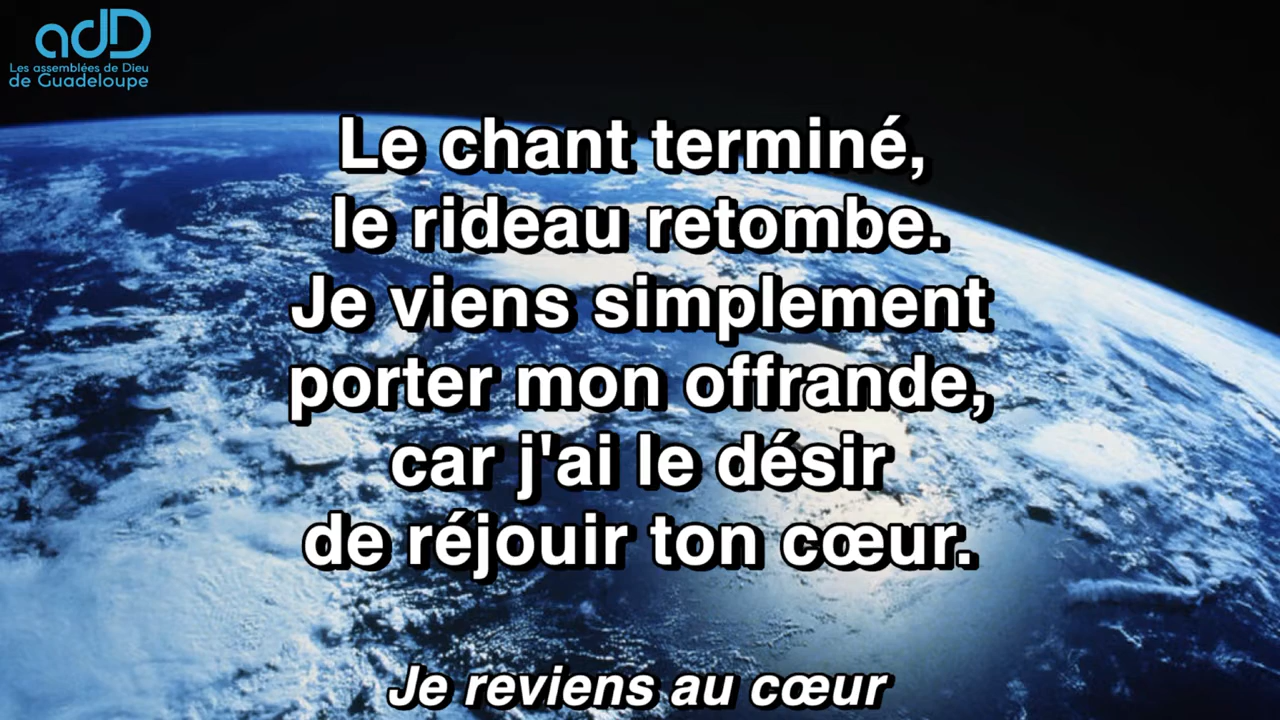 adD
Les assemblées de Dieu
de Guadeloupe
Le chant terminé,
le rideau retombe.
Je viens simplement
porter mon offrande,
car j'ai le désir
de réjouir ton cœur.
Je reviens au cœur